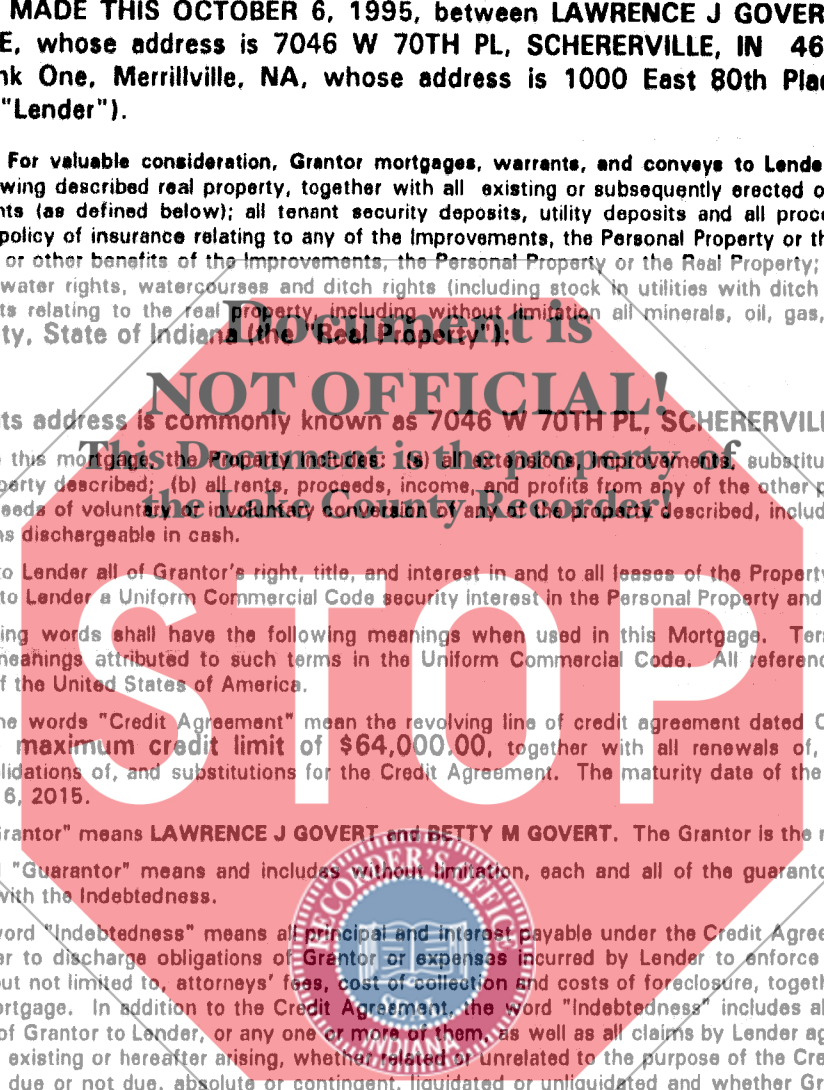 MADE THIS OCTOBER 6, 1995, between LAWRENCE J GOVER
E, whose address is 7046 W 70TH PL, SCHERERVILLE, IN 46
nk One, Merrillville, NA, whose address is 1000 East 80th Plac
"Lender").
For valuable consideration, Grantor mortgages, warrants, and conveys to Lende
wing described real property, together with all existing or subsequently erected o
nts (as defined below); all tenant security deposits, utility deposits and all proc
policy of insurance relating to any of the Improvements, the Personal Property or th
or other benefits of the Improvements, the Personal Property or the Real Property;
water rights, watercourses and ditch rights (including stock in utilities with ditch
ts relating to the real property, including without limitation all minerals, oil, gas,
ty, State of Indiana (the "Real Property"):
Document is
NOT OFFICIAL!
ts address is commonly known as 7046 W 70TH PL, SCHERERVILL
This Document is the property of
this mortgage, the Property includes: (a) all extensions, improvements, substitu
perty described; (b) all rents, proceeds, income, and profits from any of the other p
the Lake County Recorder!
eeds of voluntary or involuntary conversion of any of the property described, includ
ns dischargeable in cash.
to Lender all of Grantor's right, title, and interest in and to all leases of the Propert
to Lender a Uniform Commercial Code security interest in the Personal Property and
STOP
ing words shall have the following meanings when used in this Mortgage. Ter
meanings attributed to such terms in the Uniform Commercial Code. All referenc
f the United States of America.
he words "Credit Agreement" mean the revolving line of credit agreement dated O
maximum credit limit of $64,000.00, together with all renewals of,
lidations of, and substitutions for the Credit Agreement. The maturity date of the
6, 2015.
Grantor" means LAWRENCE J GOVERT and BETTY M GOVERT. The Grantor is the
"Guarantor" means and includes without limitation, each and all of the guaranto
with the Indebtedness.
word "Indebtedness" means all principal and interest payable under the Credit Agree
er to discharge obligations of Grantor or expenses incurred by Lender to enforce
but not limited to, attorneys' fees, cost of collection and costs of foreclosure, togeth
ortgage. In addition to the Credit Agreement, the word "Indebtedness" includes al
of Grantor to Lender, or any one or more of them, as well as all claims by Lender ag
existing or hereafter arising, whether related or unrelated to the purpose of the Cre
due or not due, absolute or contingent, liquidated or unliquidated and whether Gr
RECORDER'S OFFICE
SEAL
INDIANA